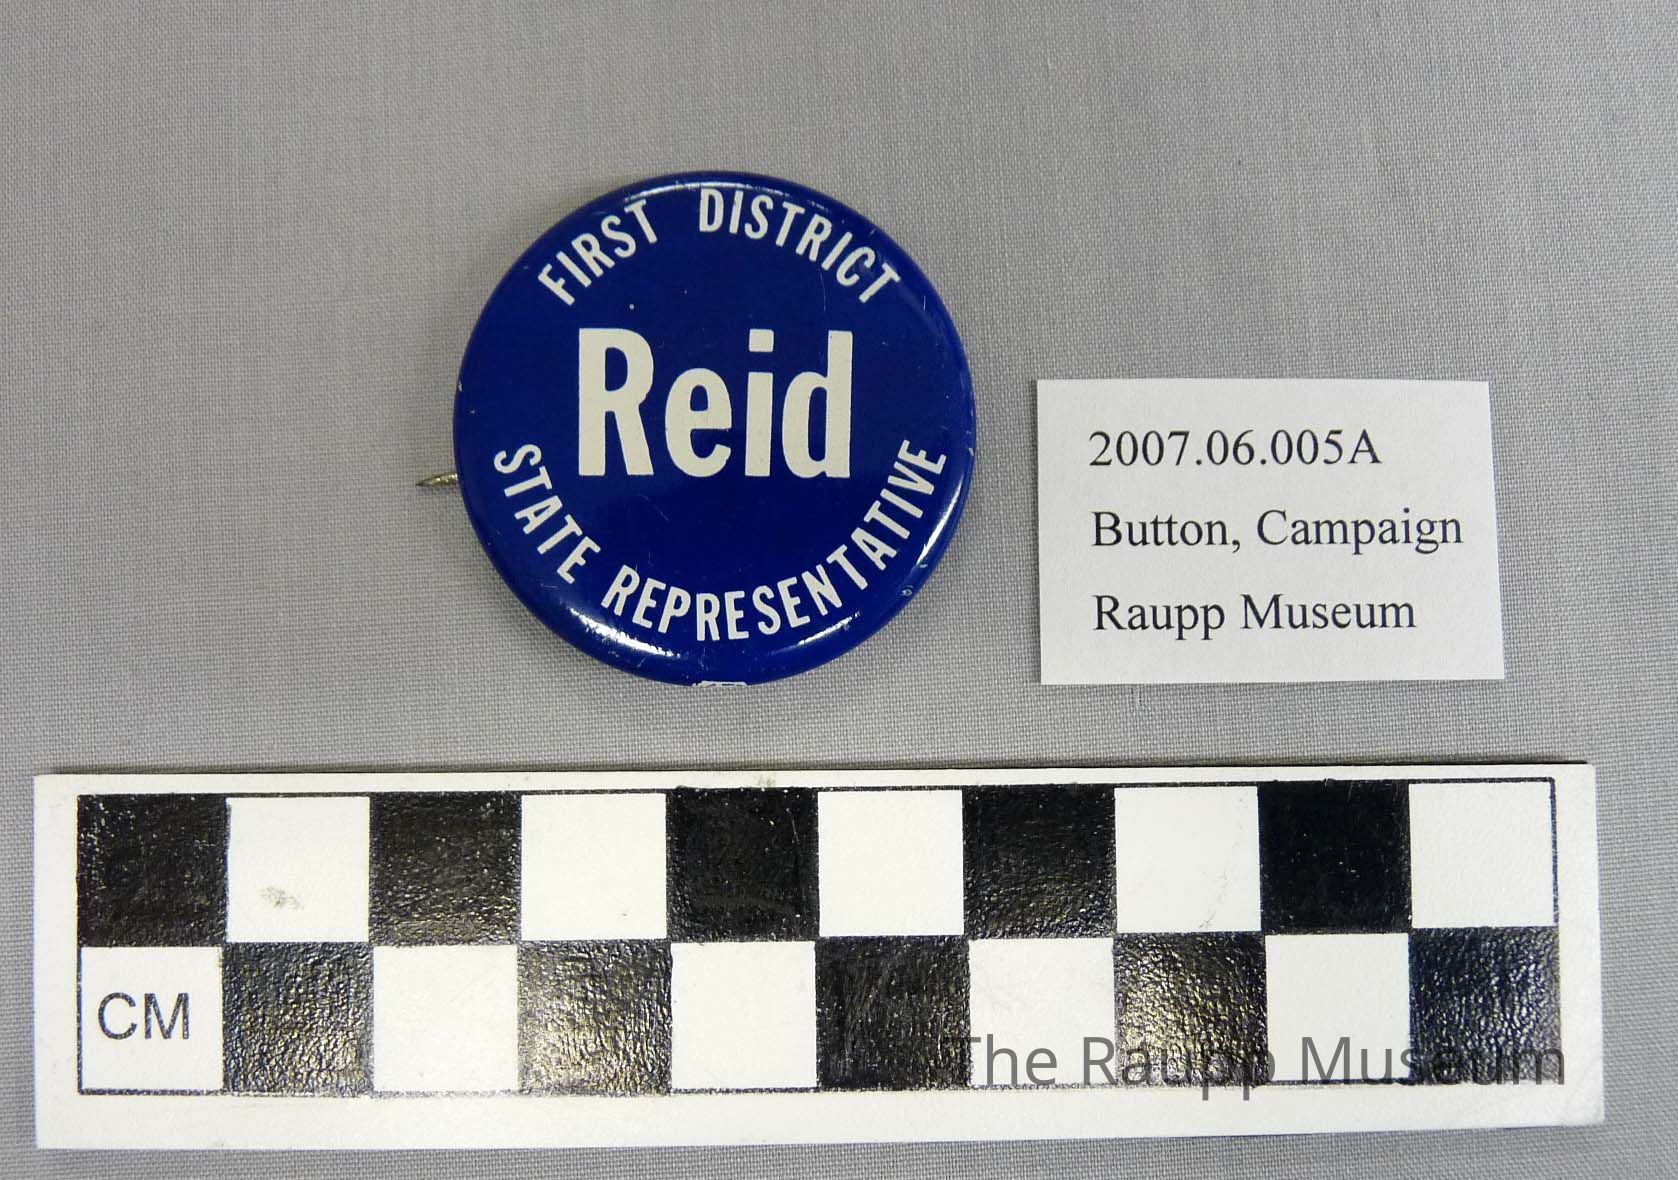 FIRST DISTRICT
Reid
STATE REPRESENTATIVE
2007.06.005A
Button, Campaign
Raupp Museum
CM
The Raupp Museum